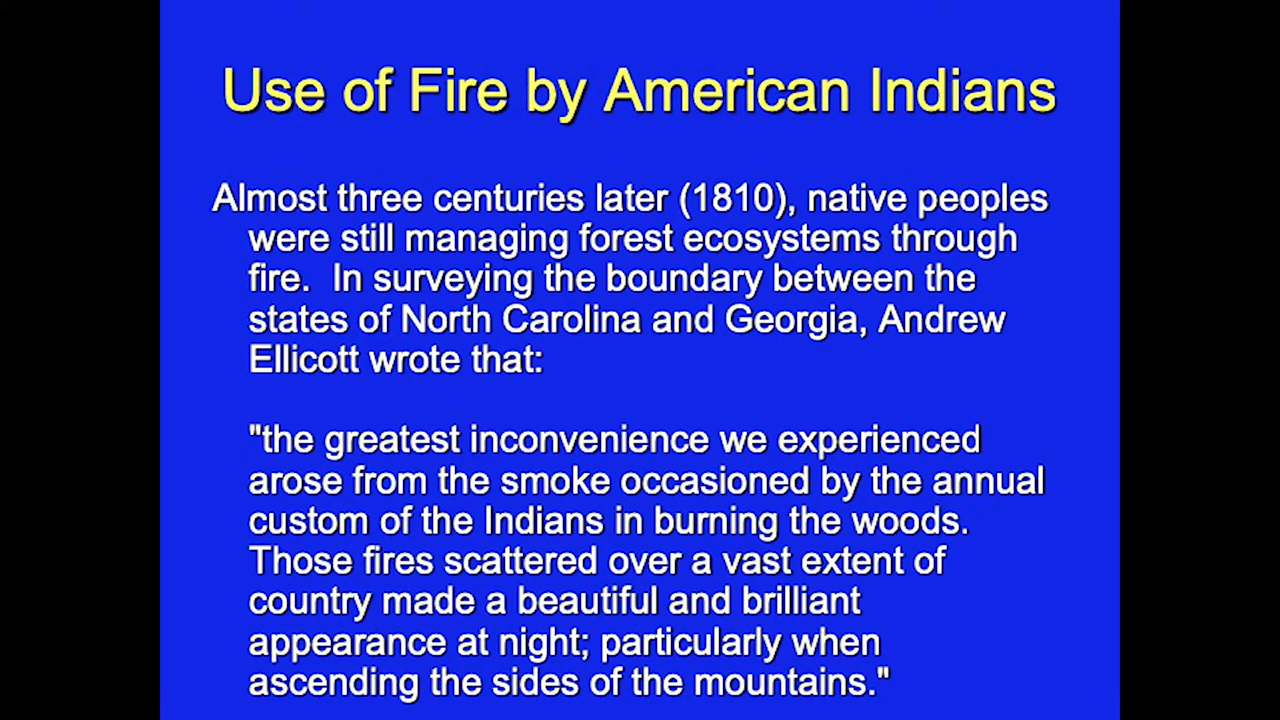 Use of Fire by American Indians
Almost three centuries later (1810), native peoples
were still managing forest ecosystems through
fire.  In surveying the boundary between the
states of North Carolina and Georgia, Andrew
Ellicott wrote that:
"the greatest inconvenience we experienced
arose from the smoke occasioned by the annual
custom of the Indians in burning the woods.
Those fires scattered over a vast extent of
country made a beautiful and brilliant
appearance at night; particularly when
ascending the sides of the mountains."